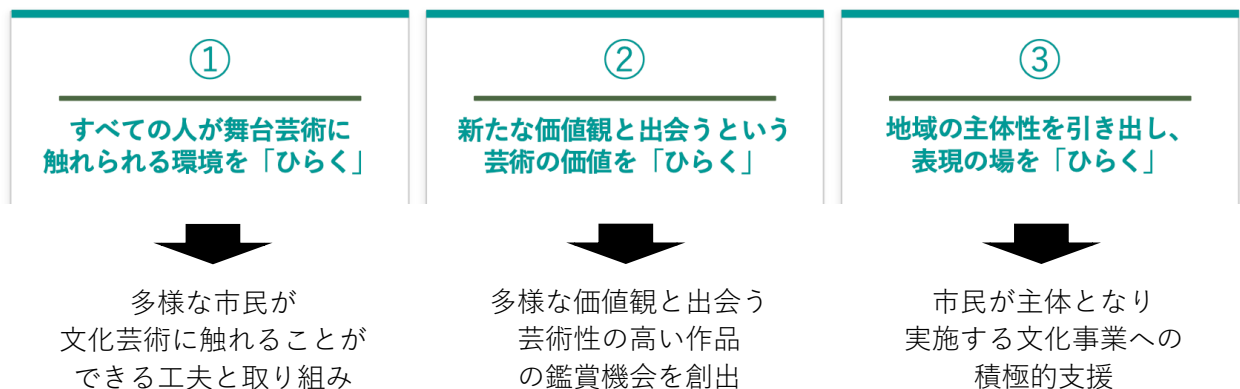 ①
すべての人が舞台芸術に
触れられる環境を「ひらく」
多様な市民が
文化芸術に触れることが
できる工夫と取り組み
②
新たな価値観と出会うという
芸術の価値を「ひらく」
多様な価値観と出会う
芸術性の高い作品
の鑑賞機会を創出
③
地域の主体性を引き出し、
表現の場を「ひらく」
市民が主体となり
実施する文化事業への
積極的支援